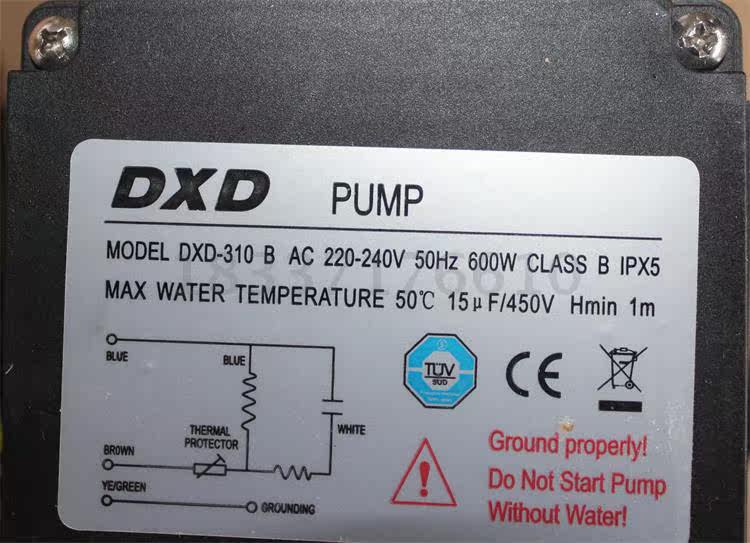 DXD PUMP
MODEL DXD-310 B AC 220-240V 50Hz 600W CLASS B IPX5
18337176610
MAX WATER TEMPERATURE 50℃ 15μF/450V Hmin 1m
BLUE
BLUE
WHITE
THERMAL
PROTECTOR
BROWN
YE/GREEN
GROUNDING
TÜV
SÜD
CE
Ground properly!
Do Not Start Pump
Without Water!